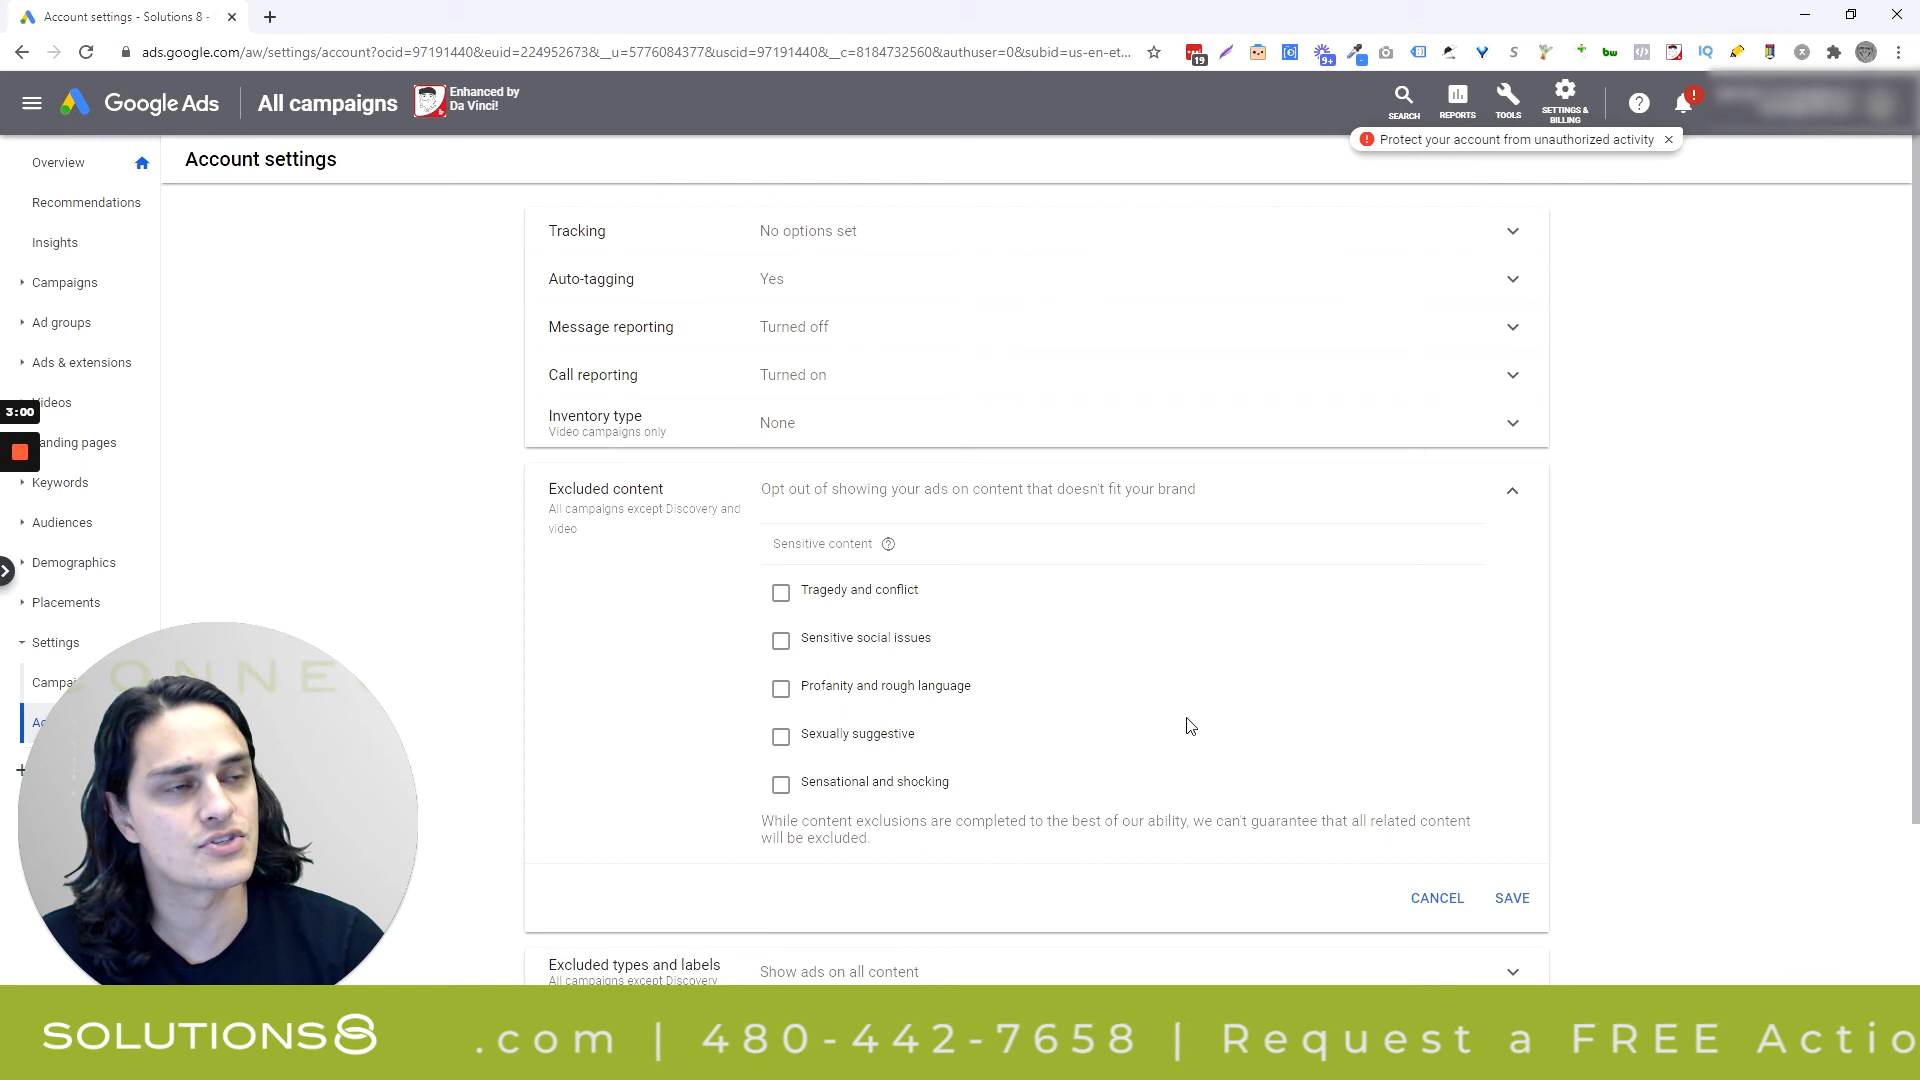 Account settings - Solutions 8 -
ads.google.com/aw/settings/account?ocid=97191440&euid=224952673&__u=5776084377&uscid=97191440&__c=8184732560&authuser=0&subid=us-en-et...
19
9+
bw
S
IQ
Google Ads
All campaigns
Enhanced by
Da Vinci!
SEARCH
REPORTS
TOOLS
SETTINGS &
BILLING
Protect your account from unauthorized activity
Account settings
Overview
Recommendations
Insights
Campaigns
Ad groups
Ads & extensions
Videos
anding pages
Keywords
Audiences
Demographics
Placements
Settings
Campai
Ac
3:00
Tracking No options set
Auto-tagging Yes
Message reporting Turned off
Call reporting Turned on
Inventory type None
Video campaigns only
Excluded content Opt out of showing your ads on content that doesn't fit your brand
All campaigns except Discovery and
video
Sensitive content
Tragedy and conflict
Sensitive social issues
Profanity and rough language
Sexually suggestive
Sensational and shocking
While content exclusions are completed to the best of our ability, we can't guarantee that all related content
will be excluded.
CANCEL SAVE
Excluded types and labels Show ads on all content
All campaigns except Discovery
ONNE
SOLUTIONS8 .com | 480-442-7658 | Request a FREE Actio